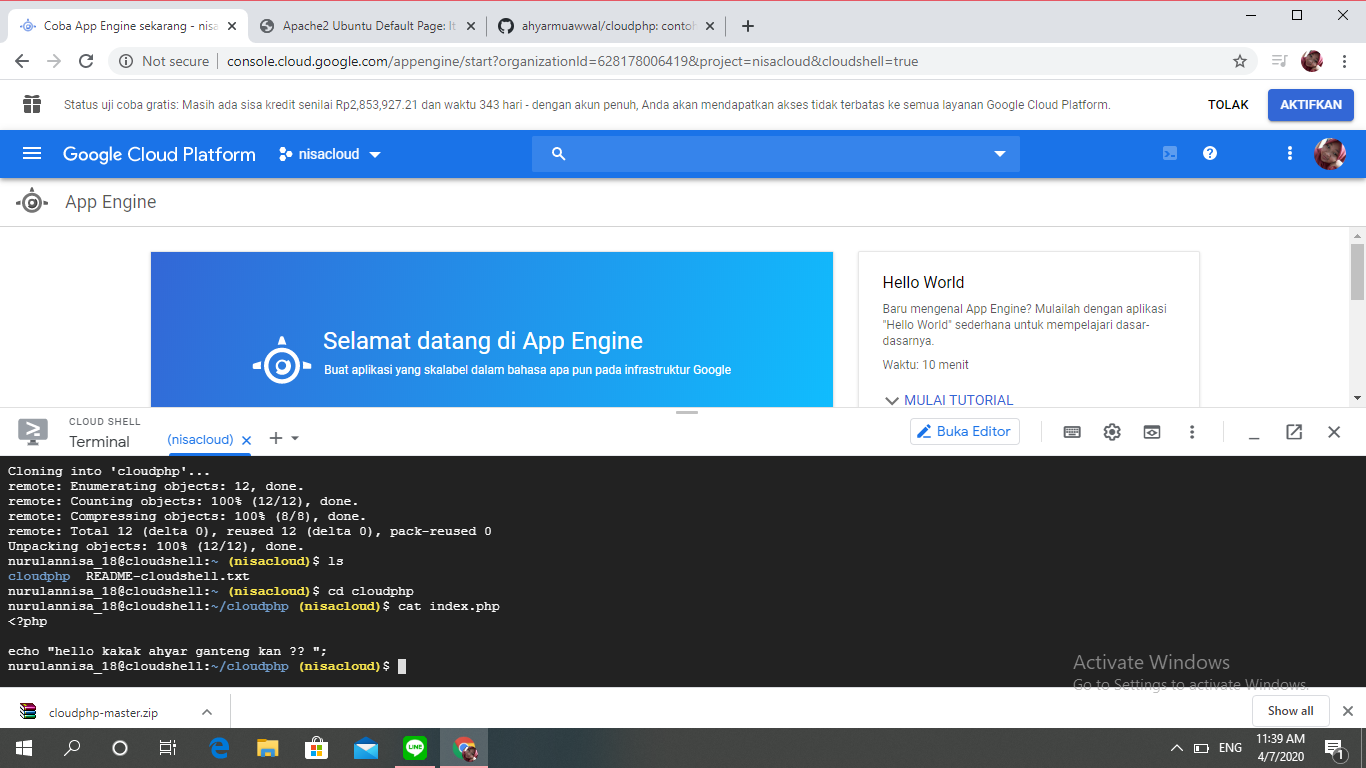 Coba App Engine sekarang - nisa
Apache2 Ubuntu Default Page: It
ahyarmuawwal/cloudphp: contoh
Not secure
console.cloud.google.com/appengine/start?organizationId=628178006419&project=nisacloud&cloudshell=true
Status uji coba gratis: Masih ada sisa kredit senilai Rp2,853,927.21 dan waktu 343 hari - dengan akun penuh, Anda akan mendapatkan akses tidak terbatas ke semua layanan Google Cloud Platform.
TOLAK
AKTIFKAN
Google Cloud Platform
nisacloud
App Engine
Selamat datang di App Engine
Buat aplikasi yang skalabel dalam bahasa apa pun pada infrastruktur Google
Hello World
Baru mengenal App Engine? Mulailah dengan aplikasi
"Hello World" sederhana untuk mempelajari dasar-
dasarnya.
Waktu: 10 menit
MULAI TUTORIAL
CLOUD SHELL
Terminal
(nisacloud)
Buka Editor
Cloning into 'cloudphp'...
remote: Enumerating objects: 12, done.
remote: Counting objects: 100% (12/12), done.
remote: Compressing objects: 100% (8/8), done.
remote: Total 12 (delta 0), reused 12 (delta 0), pack-reused 0
Unpacking objects: 100% (12/12), done.
nurulannisa_18@cloudshell:~ (nisacloud)$ ls
cloudphp  README-cloudshell.txt
nurulannisa_18@cloudshell:~ (nisacloud)$ cd cloudphp
nurulannisa_18@cloudshell:~/cloudphp (nisacloud)$ cat index.php
<?php
echo "hello kakak ahyar ganteng kan ?? ";
nurulannisa_18@cloudshell:~/cloudphp (nisacloud)$
Activate Windows
Go to Settings to activate Windows.
cloudphp-master.zip
Show all
LINE
ENG
11:39 AM
4/7/2020
1